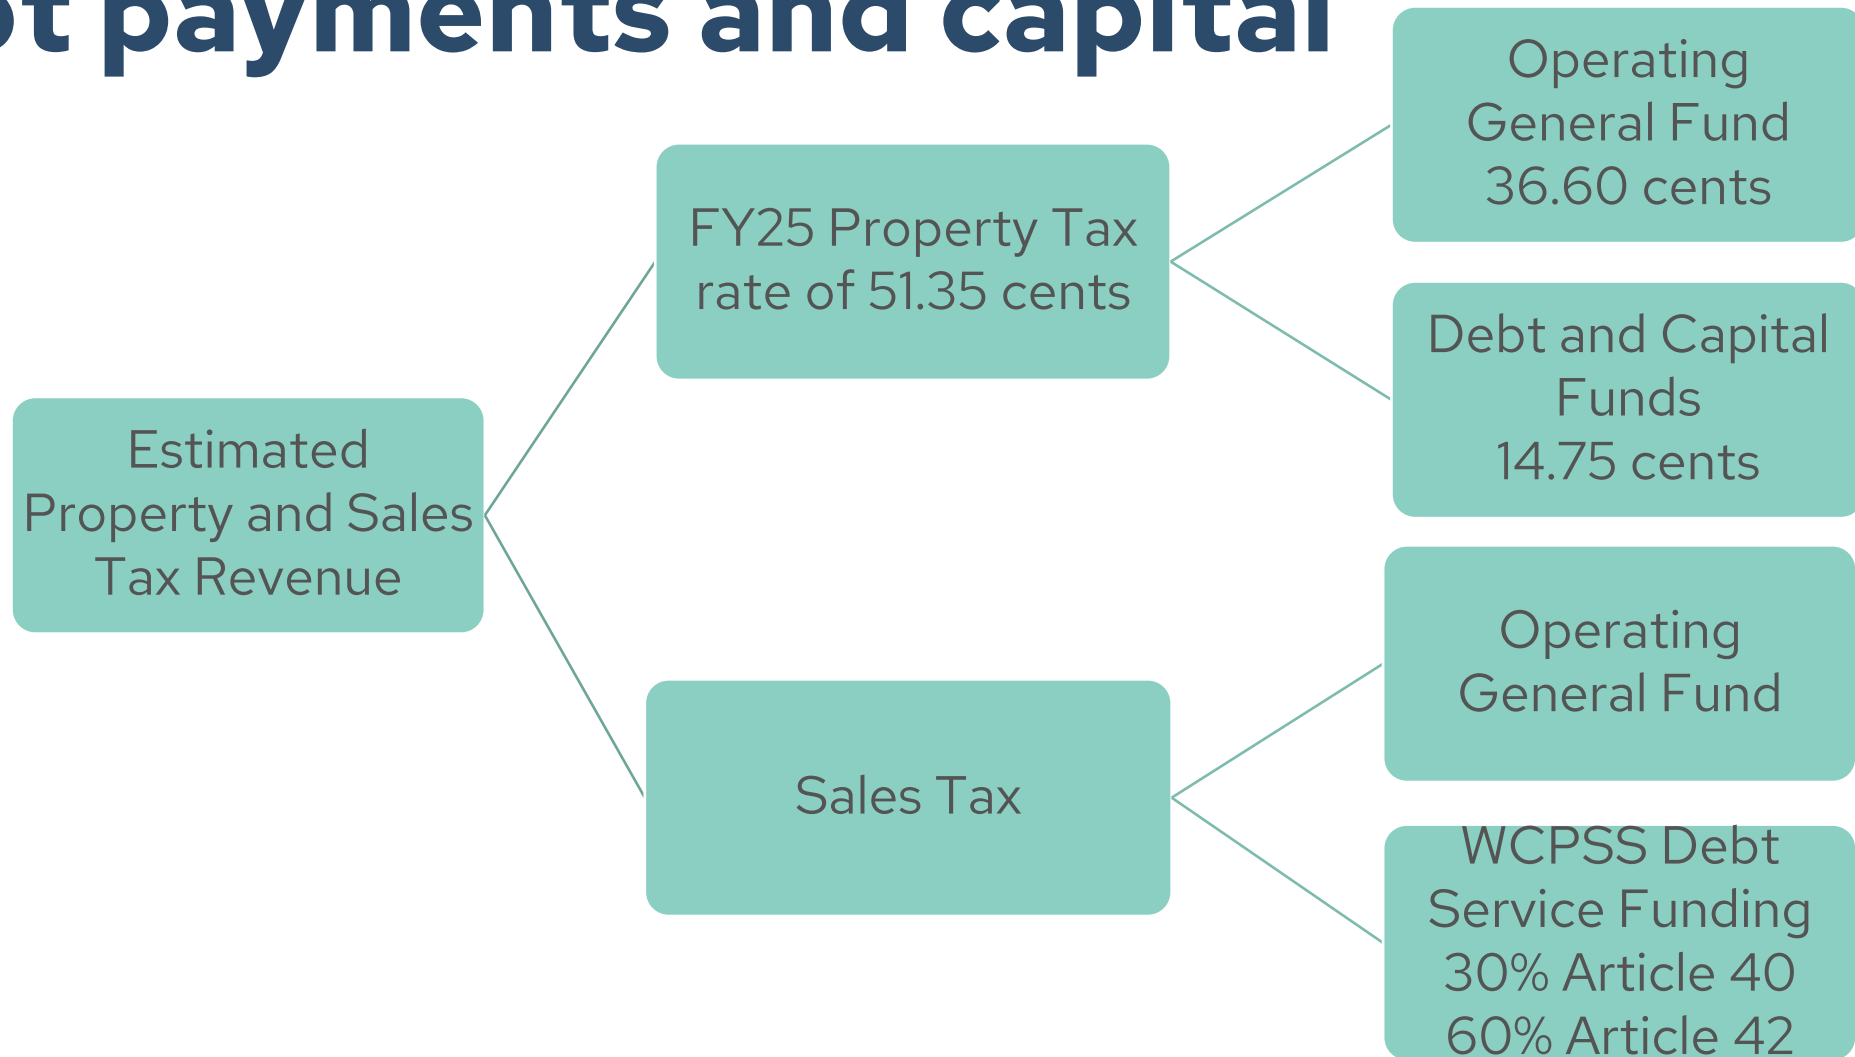 payments and capital
Operating
General Fund
36.60 cents
FY25 Property Tax
rate of 51.35 cents
Debt and Capital
Funds
14.75 cents
Estimated
Property and Sales
Tax Revenue
Operating
General Fund
Sales Tax
WCPSS Debt
Service Funding
30% Article 40
60% Article 42